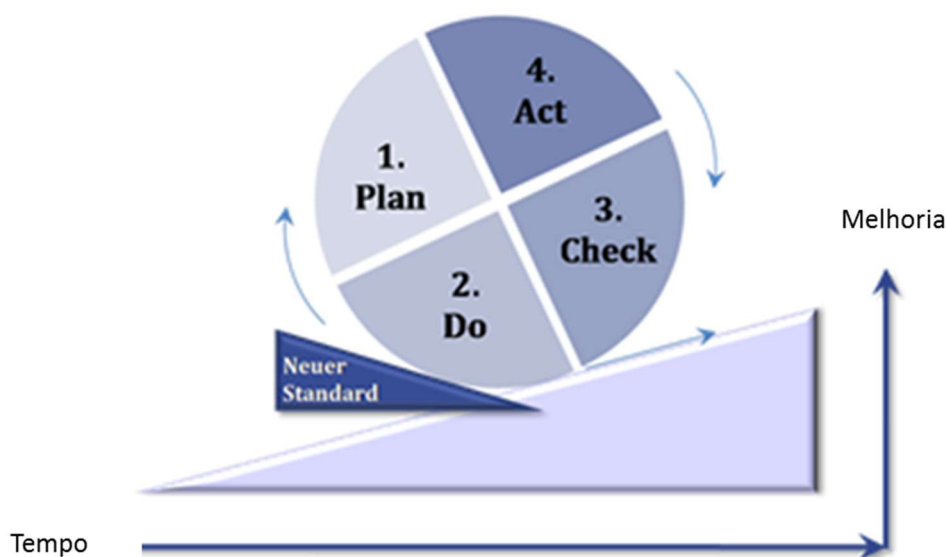 4.
Act
1.
Plan
3.
Check
2.
Do
Melhoria
Neuer
Standard
Tempo